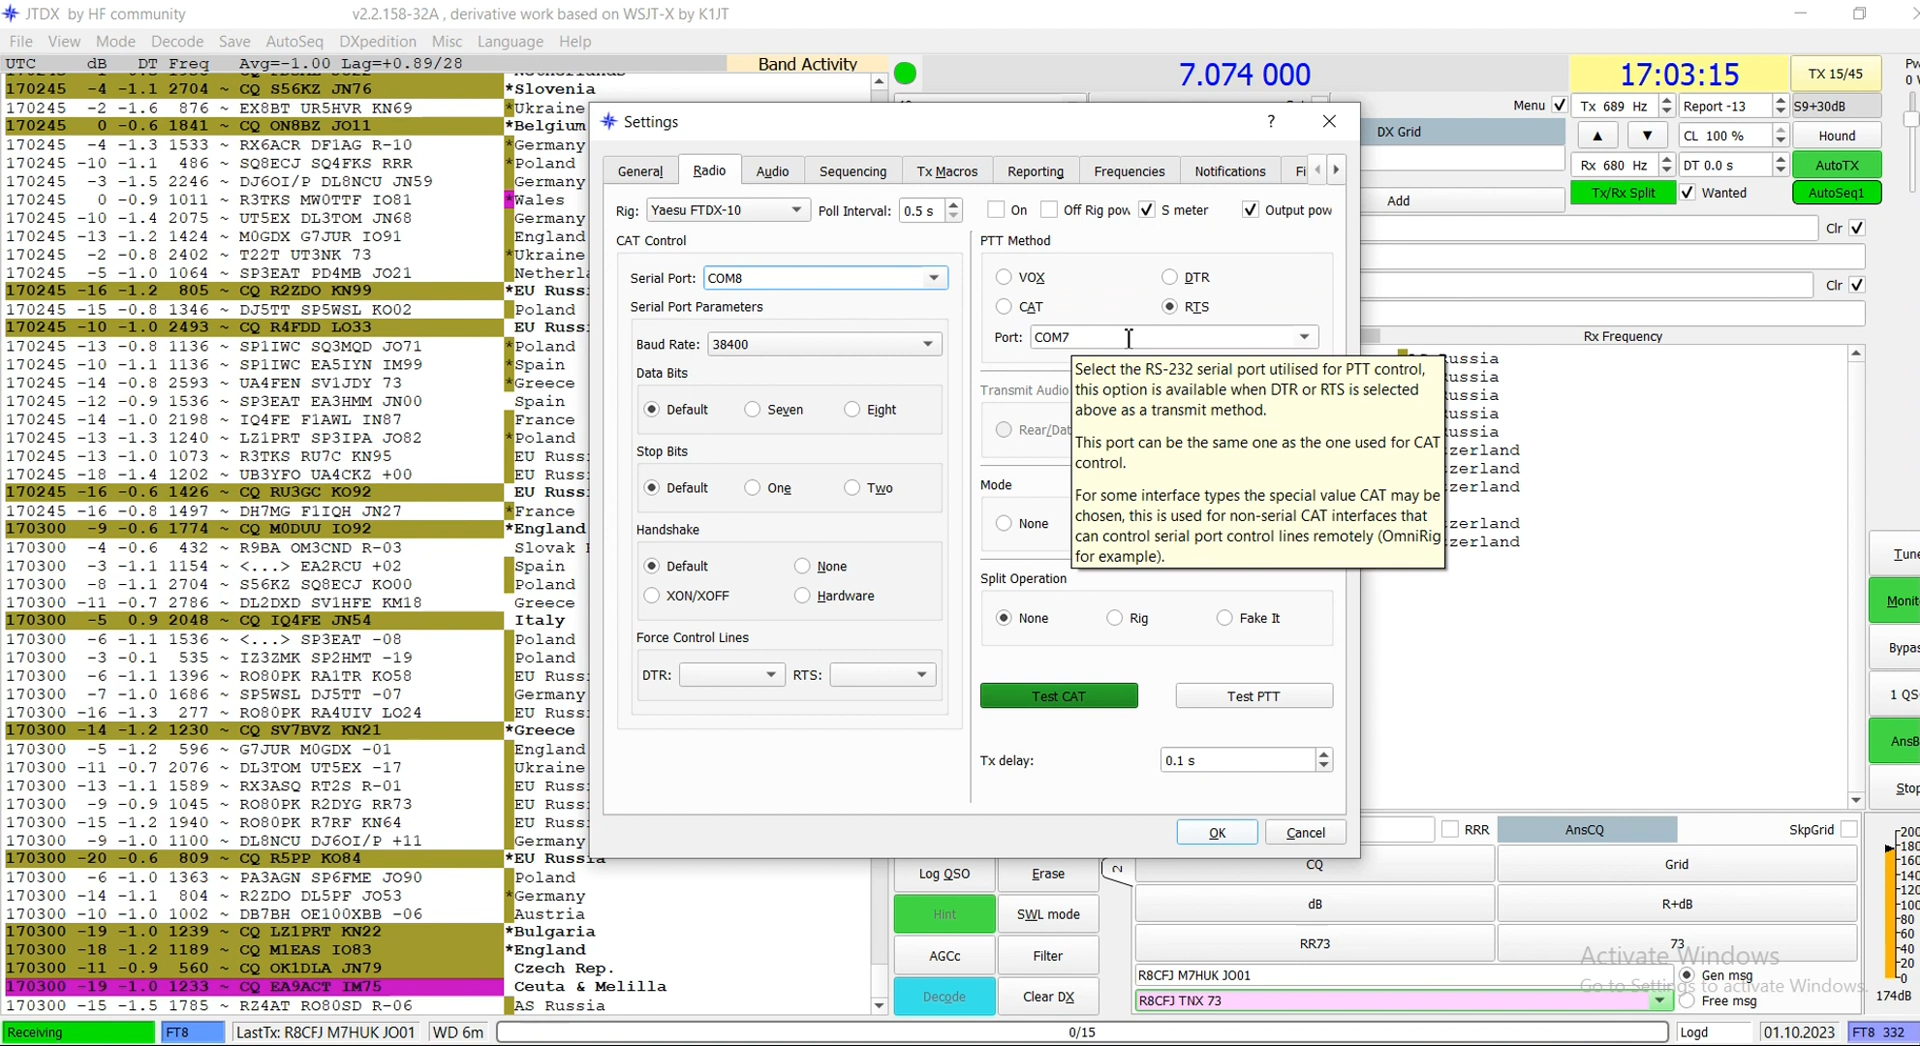 JTDX by HF community v2.2.158-32A , derivative work based on WSJT-X by K1JT
File View Mode Decode Save AutoSeq DXpedition Misc Language Help
UTC dB DT Freq Avg=-1.00 Lag=+0.89/28 Band Activity
170245 -4 -1.1 2704 ~ CQ S56KZ JN76 *Slovenia
170245 -2 -1.6 876 ~ EX8BT UR5HVR KN69 *Ukraine
170245 0 -0.6 1841 ~ CQ ON8BZ JO11 *Belgium
170245 -4 -1.3 1533 ~ RX6ACR DF1AG R-10 *Germany
170245 -10 -1.1 486 ~ SQ8ECJ SQ4FKS RRR *Poland
170245 -3 -1.5 2246 ~ DJ6OI/P DL8NCU JN59 Germany
170245 0 -0.9 1011 ~ R3TKS MW0TTF IO81 *Wales
170245 -10 -1.4 2075 ~ UT5EX DL3TOM JN68 Germany
170245 -13 -1.2 1424 ~ M0GDX G7JUR IO91 England
170245 -2 -0.8 2402 ~ T22T UT3NK 73 *Ukraine
170245 -5 -1.0 1064 ~ SP3EAT PD4MB JO21 Netherl
170245 -16 -1.2 805 ~ CQ R2ZDO KN99 *EU Russ
170245 -15 -0.8 1346 ~ DJ5TT SP5WSL KO02 Poland
170245 -10 -1.0 2493 ~ CQ R4FDD LO33 EU Russ
170245 -13 -0.8 1136 ~ SP1IWC SQ3MQD JO71 *Poland
170245 -10 -1.1 1136 ~ SP1IWC EA5IYN IM99 *Spain
170245 -14 -0.8 2593 ~ UA4FEN SV1JDY 73 *Greece
170245 -12 -0.9 1536 ~ SP3EAT EA3HMM JN00 Spain
170245 -14 -1.0 2198 ~ IQ4FE F1AWL IN87 France
170245 -13 -1.3 1240 ~ LZ1PRT SP3IPA JO82 *Poland
170245 -13 -1.0 1073 ~ R3TKS RU7C KN95 EU Russ
170245 -18 -1.4 1202 ~ UB3YFO UA4CKZ +00 EU Russ
170245 -16 -0.6 1426 ~ CQ RU3GC KO92 EU Russ
170245 -16 -0.8 1497 ~ DH7MG F1IQH JN27 *France
170300 -9 -0.6 1774 ~ CQ M0DUU IO92 *England
170300 -4 -0.6 432 ~ R9BA OM3CND R-03 Slovak
170300 -3 -1.1 1154 ~ <...> EA2RCU +02 Spain
170300 -8 -1.1 2704 ~ S56KZ SQ8ECJ KO00 Poland
170300 -11 -0.7 2786 ~ DL2DXD SV1HFE KM18 Greece
170300 -5 0.9 2048 ~ CQ IQ4FE JN54 Italy
170300 -6 -1.1 1536 ~ <...> SP3EAT -08 Poland
170300 -3 -0.1 535 ~ IZ3ZMK SP2HMT -19 Poland
170300 -6 -1.1 1396 ~ RO80PK RA1TR KO58 EU Russ
170300 -7 -1.0 1686 ~ SP5WSL DJ5TT -07 Germany
170300 -16 -1.3 277 ~ RO80PK RA4UIV LO24 EU Russ
170300 -14 -1.2 1230 ~ CQ SV7BVZ KN21 *Greece
170300 -5 -1.2 596 ~ G7JUR M0GDX -01 England
170300 -11 -0.7 2076 ~ DL3TOM UT5EX -17 Ukraine
170300 -13 -1.1 1589 ~ RX3ASQ RT2S R-01 EU Russ
170300 -9 -0.9 1045 ~ RO80PK R2DYG RR73 EU Russ
170300 -15 -1.2 1940 ~ RO80PK R7RF KN64 EU Russ
170300 -9 -1.0 1100 ~ DL8NCU DJ6OI/P +11 Germany
170300 -20 -0.6 809 ~ CQ R5PP KO84 *EU Russia
170300 -6 -1.0 1363 ~ PA3AGN SP6FME JO90 Poland
170300 -14 -1.1 804 ~ R2ZDO DL5PF JO53 *Germany
170300 -10 -1.0 1002 ~ DB7BH OE100XBB -06 Austria
170300 -19 -1.0 1239 ~ CQ LZ1PRT KN22 *Bulgaria
170300 -18 -1.2 1189 ~ CQ M1EAS IO83 *England
170300 -11 -0.9 560 ~ CQ OK1DLA JN79 Czech Rep.
170300 -19 -1.0 1233 ~ CQ EA9ACT IM75 Ceuta & Melilla
170300 -15 -1.5 1785 ~ RZ4AT RO80SD R-06 AS Russia
7.074 000
17:03:15 TX 15/45
Menu Tx 689 Hz Report -13 S9+30dB
DX Grid ▲ ▼ CL 100 % Hound
Rx 680 Hz DT 0.0 s AutoTX
Add Tx/Rx Split Wanted AutoSeq1
Clr
Clr
Rx Frequency
Settings ?
General Radio Audio Sequencing Tx Macros Reporting Frequencies Notifications Fi
Rig: Yaesu FTDX-10 Poll Interval: 0.5 s On Off Rig pow S meter Output pow
CAT Control
Serial Port: COM8
Serial Port Parameters
Baud Rate: 38400
Data Bits
Default Seven Eight
Stop Bits
Default One Two
Handshake
Default None
XON/XOFF Hardware
Force Control Lines
DTR: RTS:
PTT Method
VOX DTR
CAT RTS
Port: COM7
Transmit Audio
Rear/Dat
Mode
None
Select the RS-232 serial port utilised for PTT control,
this option is available when DTR or RTS is selected
above as a transmit method.
This port can be the same one as the one used for CAT
control.
For some interface types the special value CAT may be
chosen, this is used for non-serial CAT interfaces that
can control serial port control lines remotely (OmniRig
for example).
Split Operation
None Rig Fake It
Test CAT Test PTT
Tx delay: 0.1 s
OK Cancel
ussia
ussia
ussia
ussia
ussia
zerland
zerland
zerland
zerland
zerland
Tune
Monit
Bypas
1 QS
AnsB
Stop
RRR AnsCQ SkpGrid
Log QSO Erase 2 CQ Grid
Hint SWL mode dB R+dB
AGCc Filter RR73 73
Decode Clear DX
R8CFJ M7HUK JO01 Gen msg
R8CFJ TNX 73 Free msg
Activate Windows
Go to Settings to activate Windows.
174dB
Receiving FT8 LastTx: R8CFJ M7HUK JO01 WD 6m 0/15 Logd 01.10.2023 FT8 332